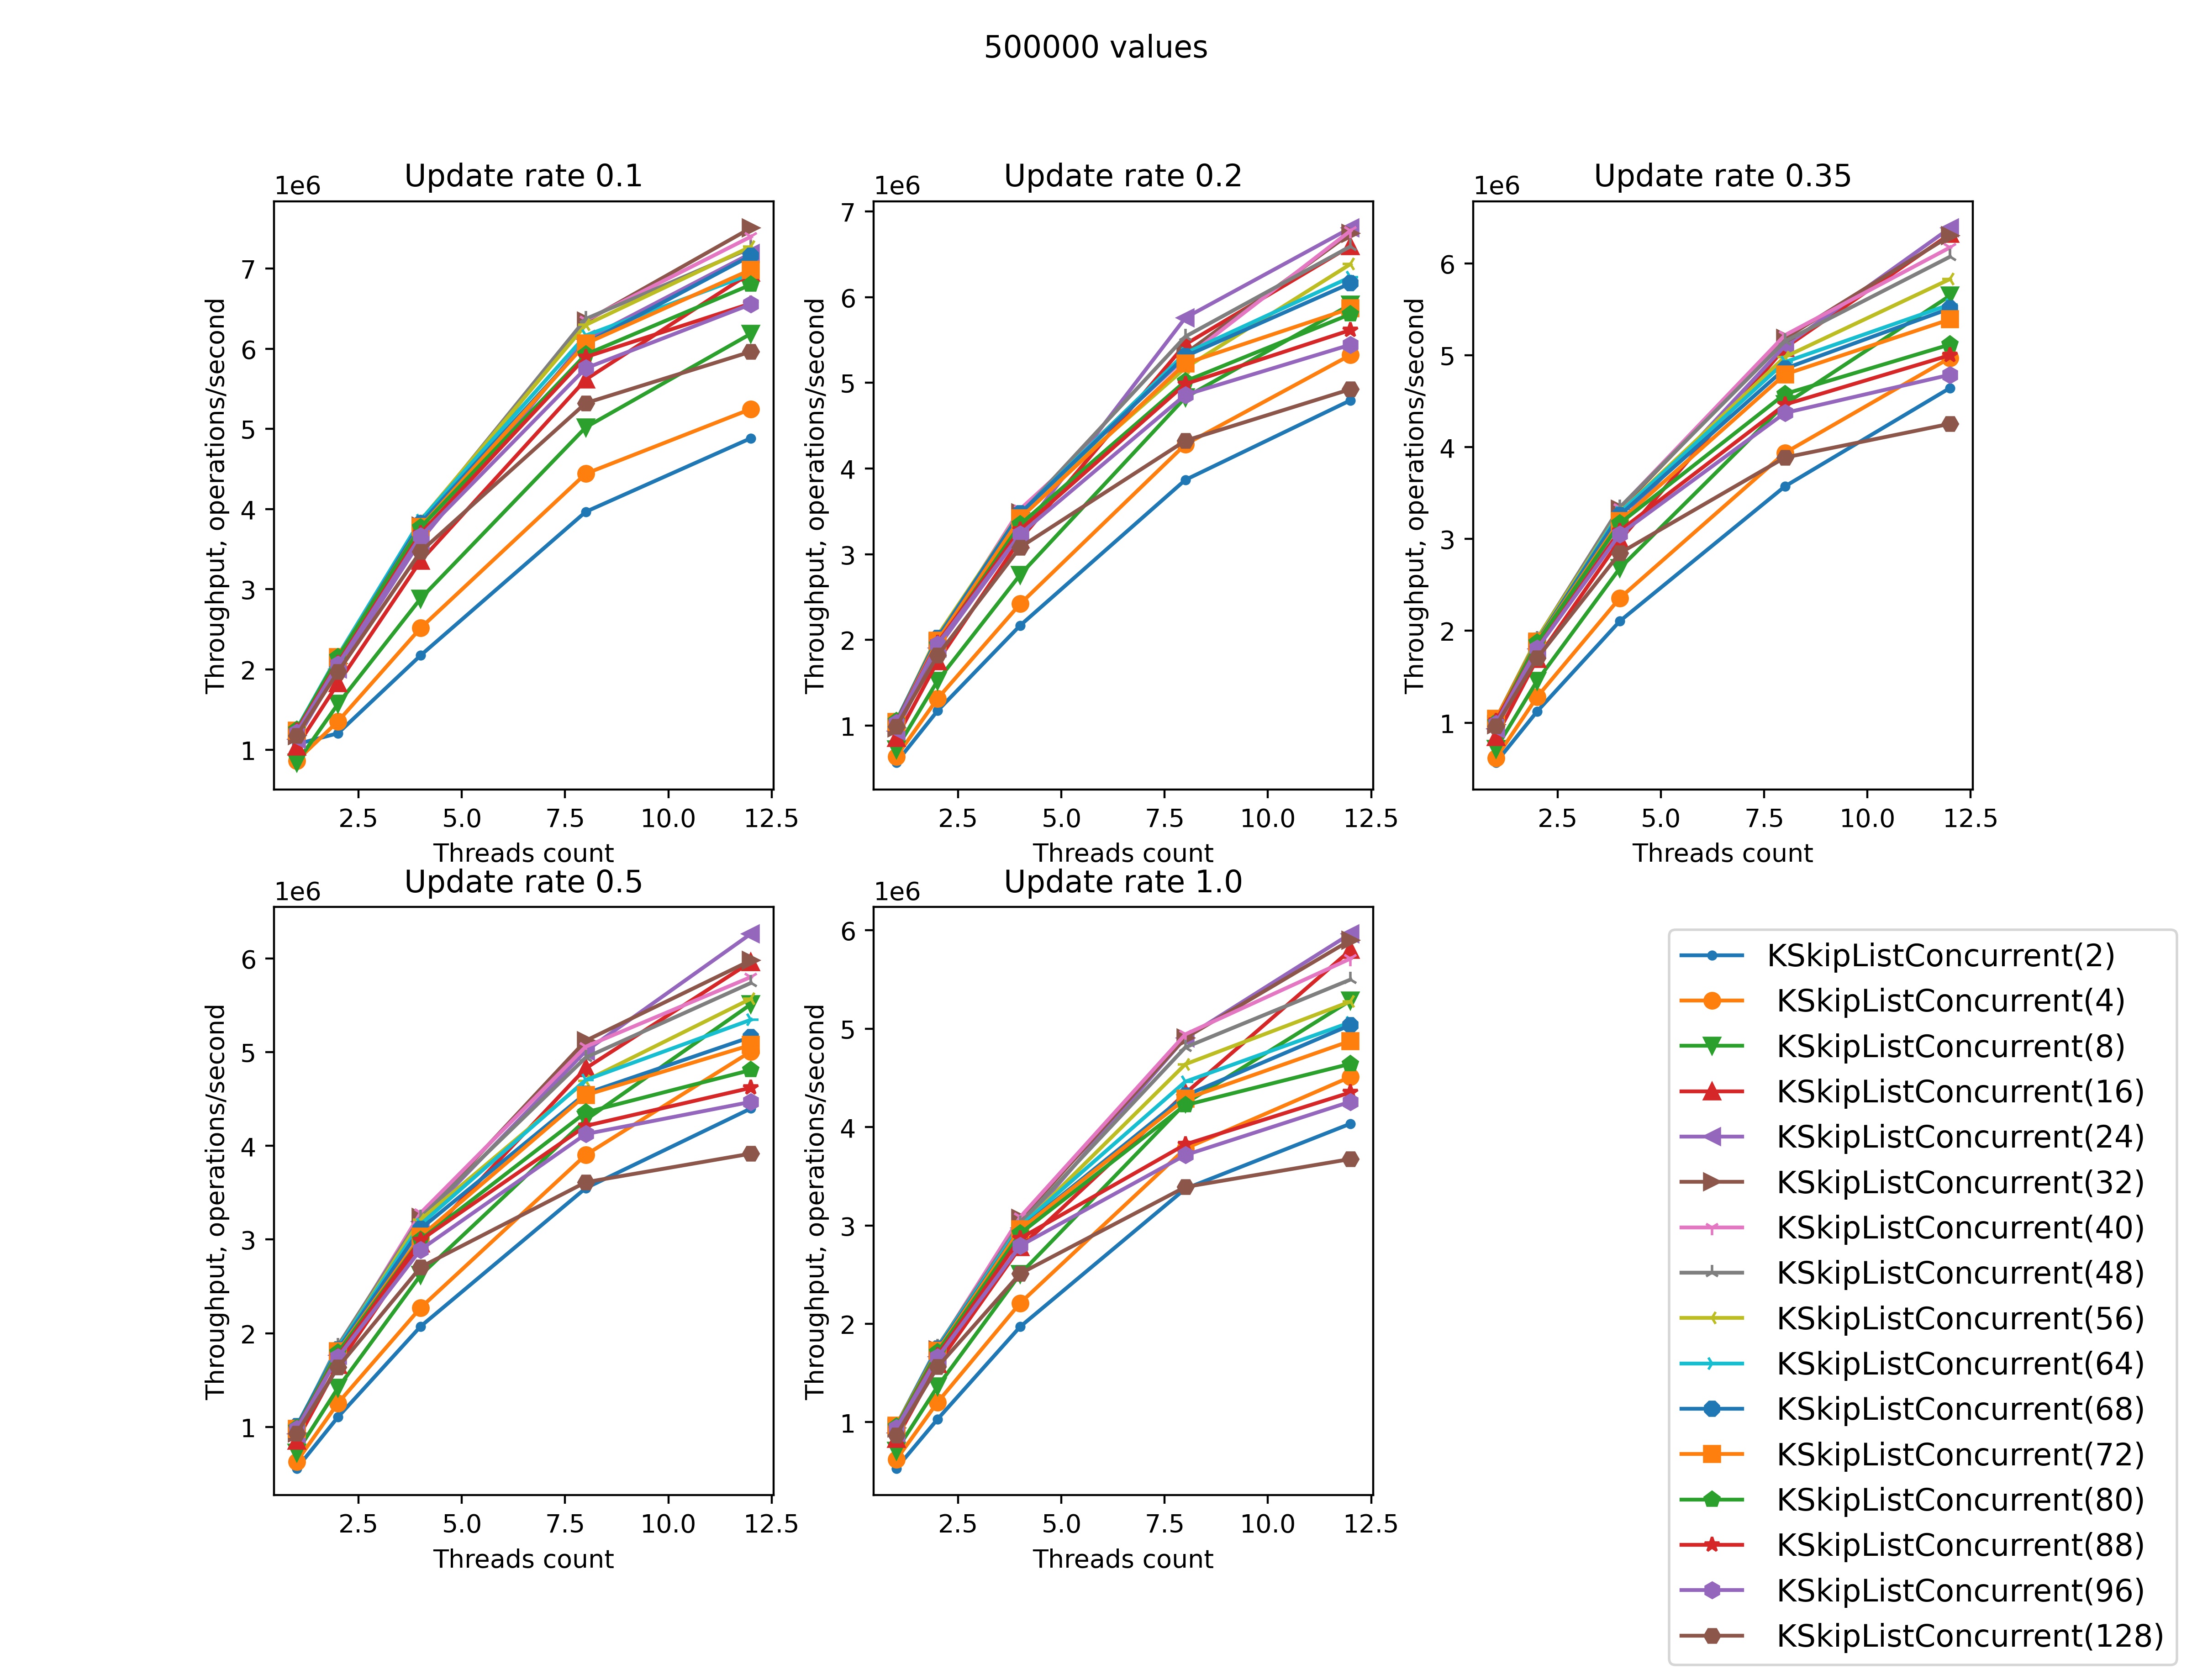 500000 values
Update rate 0.1
Update rate 0.2
Update rate 0.35
1e6
1e6
1e6
7
6
5
4
3
2
1
Throughput, operations/second
2.5 5.0 7.5 10.0 12.5
Threads count
7
6
5
4
3
2
1
Throughput, operations/second
2.5 5.0 7.5 10.0 12.5
Threads count
6
5
4
3
2
1
Throughput, operations/second
2.5 5.0 7.5 10.0 12.5
Threads count
Update rate 0.5
Update rate 1.0
1e6
1e6
6
5
4
3
2
1
Throughput, operations/second
2.5 5.0 7.5 10.0 12.5
Threads count
6
5
4
3
2
1
Throughput, operations/second
2.5 5.0 7.5 10.0 12.5
Threads count
KSkipListConcurrent(2)
KSkipListConcurrent(4)
KSkipListConcurrent(8)
KSkipListConcurrent(16)
KSkipListConcurrent(24)
KSkipListConcurrent(32)
KSkipListConcurrent(40)
KSkipListConcurrent(48)
KSkipListConcurrent(56)
KSkipListConcurrent(64)
KSkipListConcurrent(68)
KSkipListConcurrent(72)
KSkipListConcurrent(80)
KSkipListConcurrent(88)
KSkipListConcurrent(96)
KSkipListConcurrent(128)